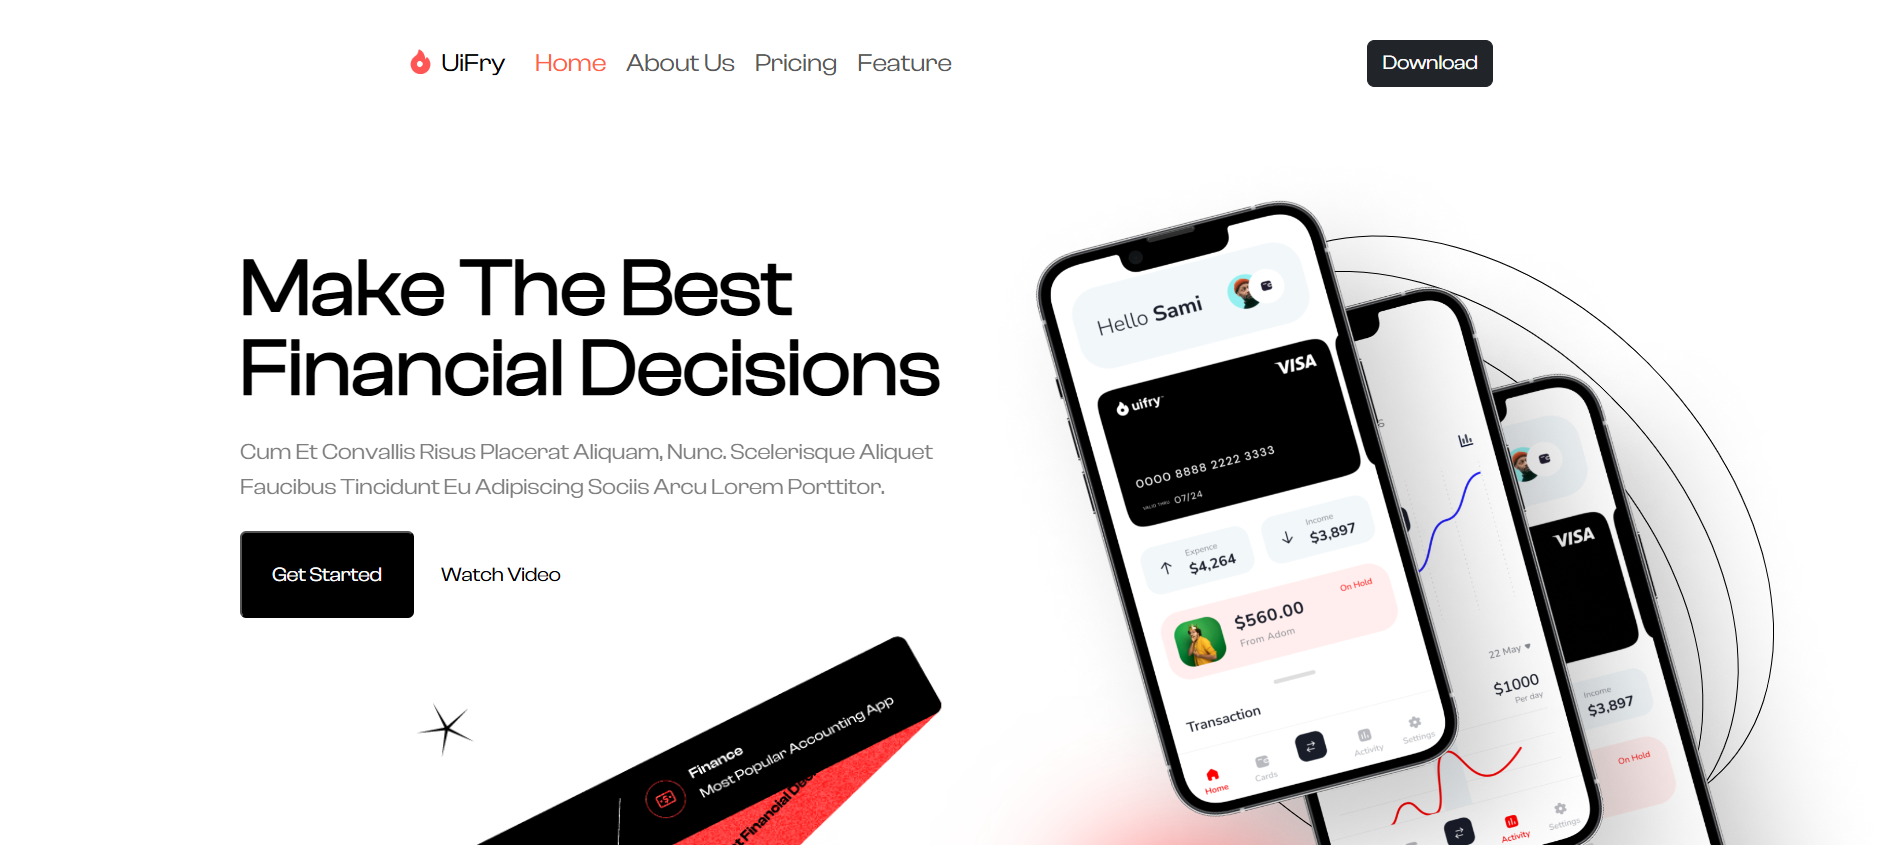 UiFry Home About Us Pricing Feature Download
Make The Best
Financial Decisions
Cum Et Convallis Risus Placerat Aliquam, Nunc. Scelerisque Aliquet
Faucibus Tincidunt Eu Adipiscing Sociis Arcu Lorem Porttitor.
Get Started Watch Video
Finance
Most Popular Accounting App
Financial
Hello Sami
VISA
uifry
0000 8888 2222 3333
VALID THRU 07/24
Expence
$4,264
Income
$3,897
On Hold
$560.00
From Adom
Transaction
Home
Cards
Activity
Settings
22 May
$1000
Per day
Activity
Settings
VISA
Income
$3,897
On Hold